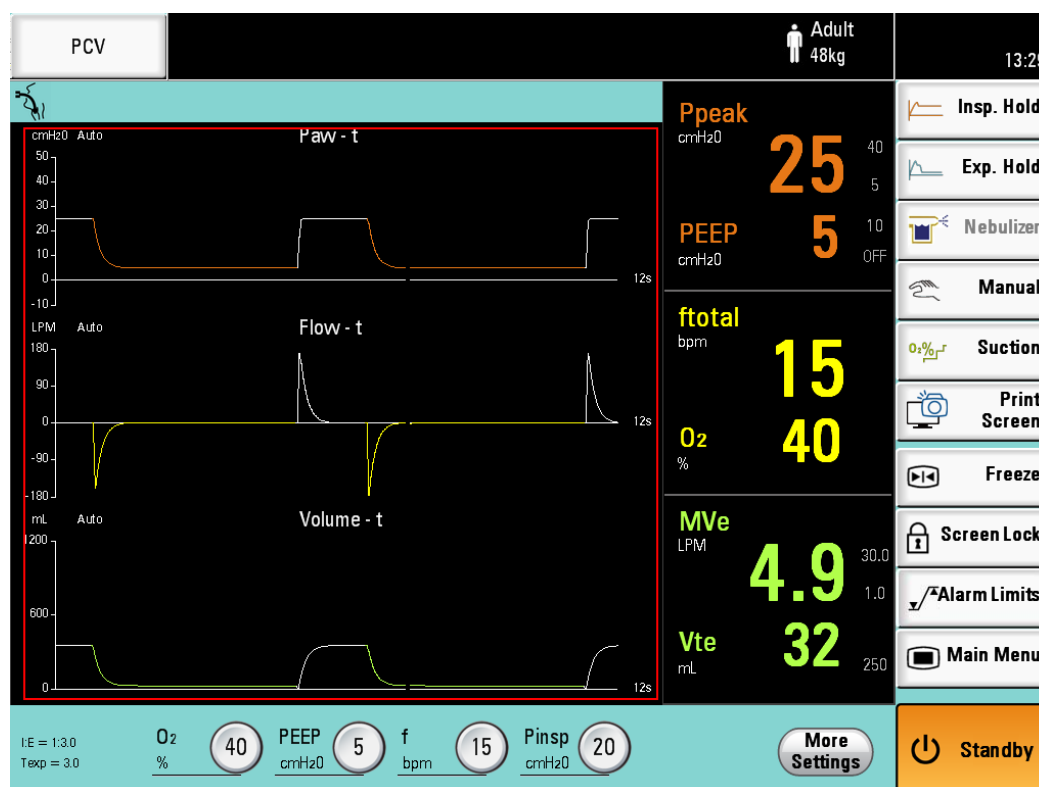 PCV
Adult
48kg
13:29
cmH2O Auto
Paw - t
50
40
30
20
10
0
-10
12s
LPM Auto
Flow - t
180
90
0
-90
-180
12s
mL Auto
Volume - t
1200
600
0
12s
Ppeak
cmH2O
25
40
5
PEEP
cmH2O
5
10
OFF
ftotal
bpm
15
O2
%
40
MVe
LPM
4.9
30.0
1.0
Vte
mL
32
250
Insp. Hold
Exp. Hold
Nebulizer
Manual
O2%
Suction
Print
Screen
Freeze
Screen Lock
Alarm Limits
Main Menu
Standby
I:E = 1:3.0
Texp = 3.0
O2
%
40
PEEP
cmH2O
5
f
bpm
15
Pinsp
cmH2O
20
More
Settings